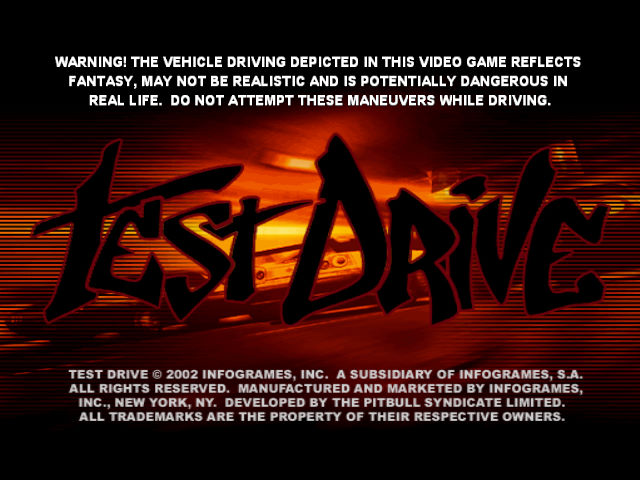 WARNING! THE VEHICLE DRIVING DEPICTED IN THIS VIDEO GAME REFLECTS
FANTASY, MAY NOT BE REALISTIC AND IS POTENTIALLY DANGEROUS IN
REAL LIFE.  DO NOT ATTEMPT THESE MANEUVERS WHILE DRIVING.
TEST DRIVE
TEST DRIVE © 2002 INFOGRAMES, INC.  A SUBSIDIARY OF INFOGRAMES, S.A.
ALL RIGHTS RESERVED.  MANUFACTURED AND MARKETED BY INFOGRAMES,
INC., NEW YORK, NY.  DEVELOPED BY THE PITBULL SYNDICATE LIMITED.
ALL TRADEMARKS ARE THE PROPERTY OF THEIR RESPECTIVE OWNERS.